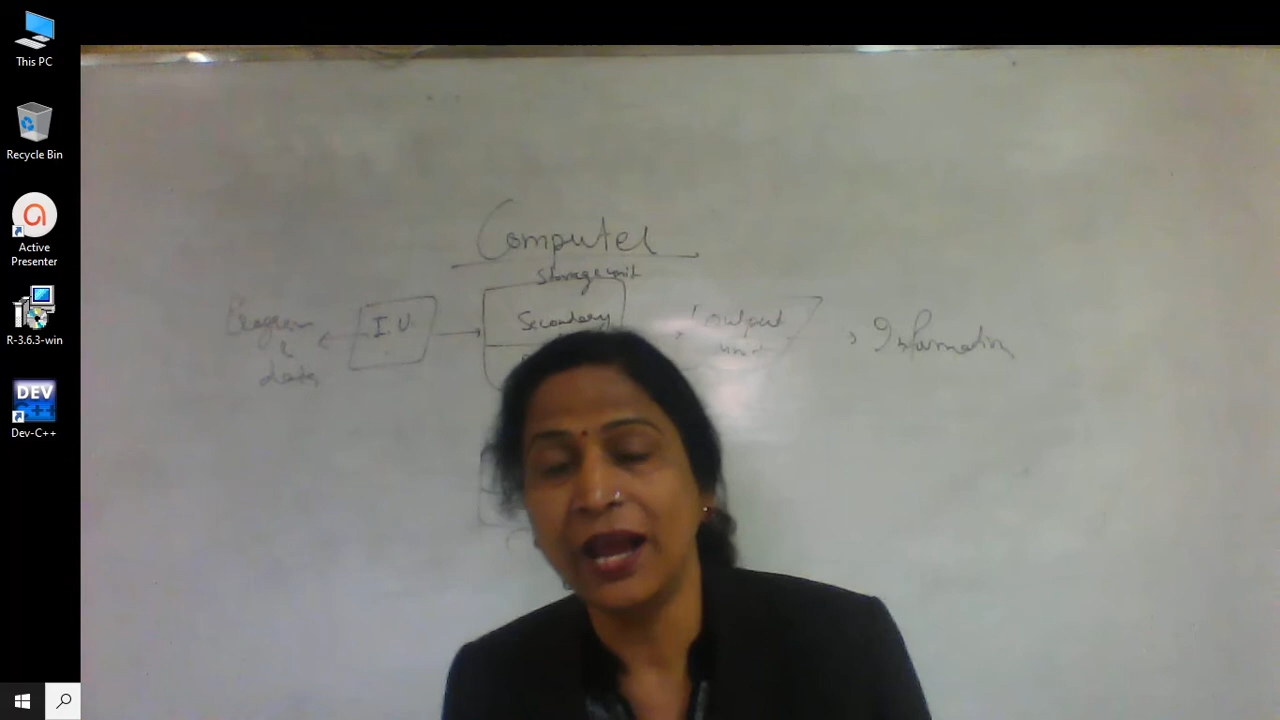 This PC
Recycle Bin
Active
Presenter
R-3.6.3-win
DEV
C++
Dev-C++
Computer
Storage unit
Program
&
data
I.U.
Secondary
output
unit
Information